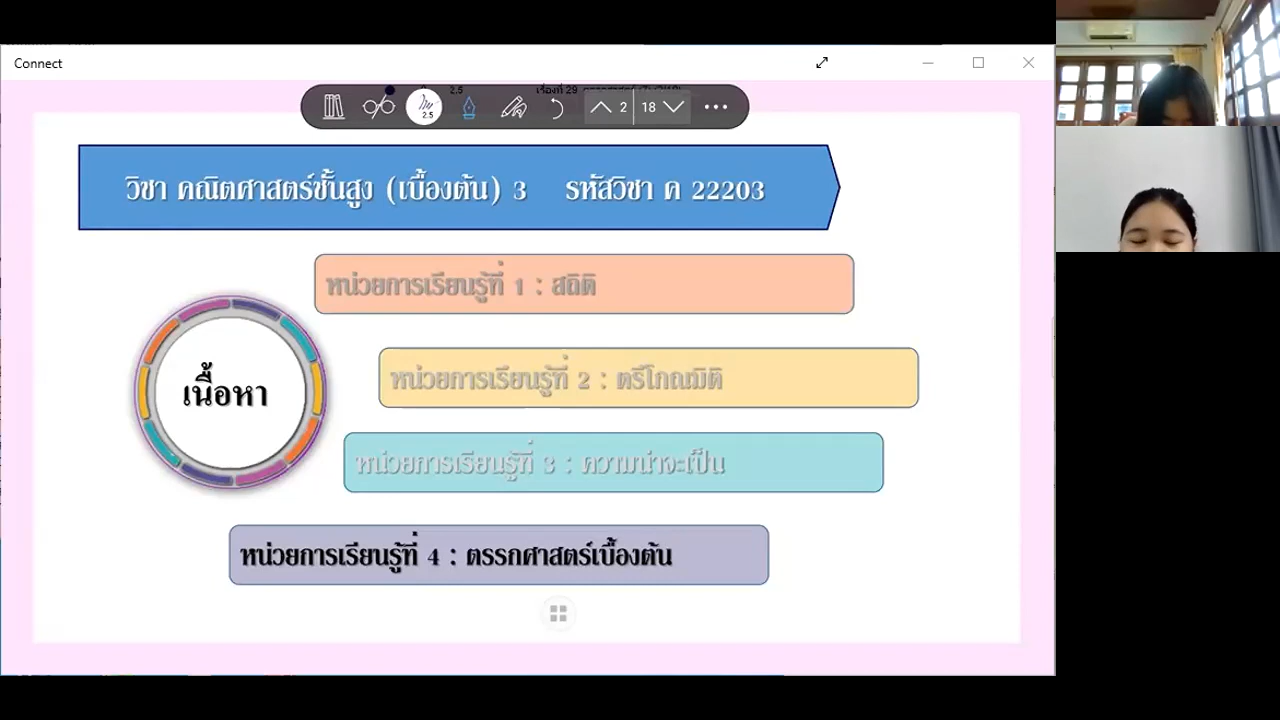 Connect
2.5
2.5
2
18
วิชา คณิตศาสตร์ชั้นสูง (เบื้องต้น) 3 รหัสวิชา ค 22203
หน่วยการเรียนรู้ที่ 1 : สถิติ
หน่วยการเรียนรู้ที่ 2 : ตรีโกณมิติ
เนื้อหา
หน่วยการเรียนรู้ที่ 3 : ความน่าจะเป็น
หน่วยการเรียนรู้ที่ 4 : ตรรกศาสตร์เบื้องต้น